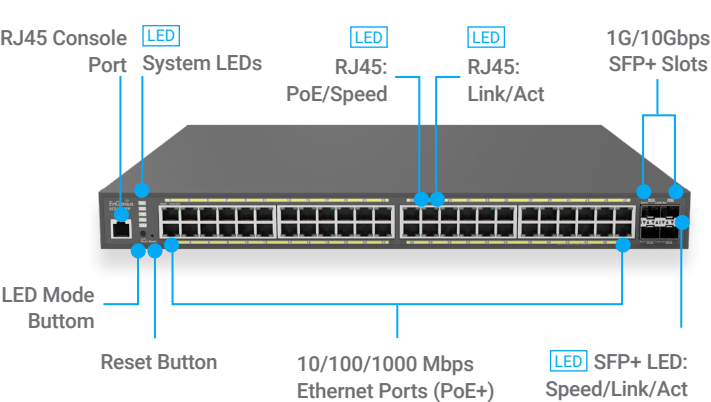 RJ45 Console
Port
LED
System LEDs
LED
RJ45:
PoE/Speed
LED
RJ45:
Link/Act
1G/10Gbps
SFP+ Slots
EnGenius
LED Mode
Buttom
Reset Button
10/100/1000 Mbps
Ethernet Ports (PoE+)
LED SFP+ LED:
Speed/Link/Act